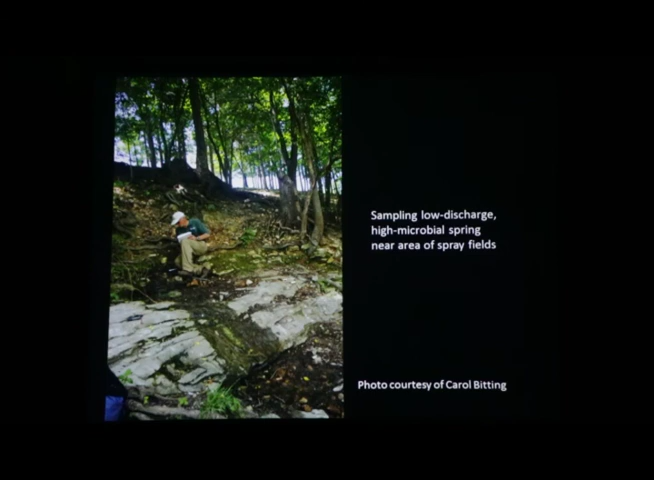 Sampling low-discharge,
high-microbial spring
near area of spray fields
Photo courtesy of Carol Bitting